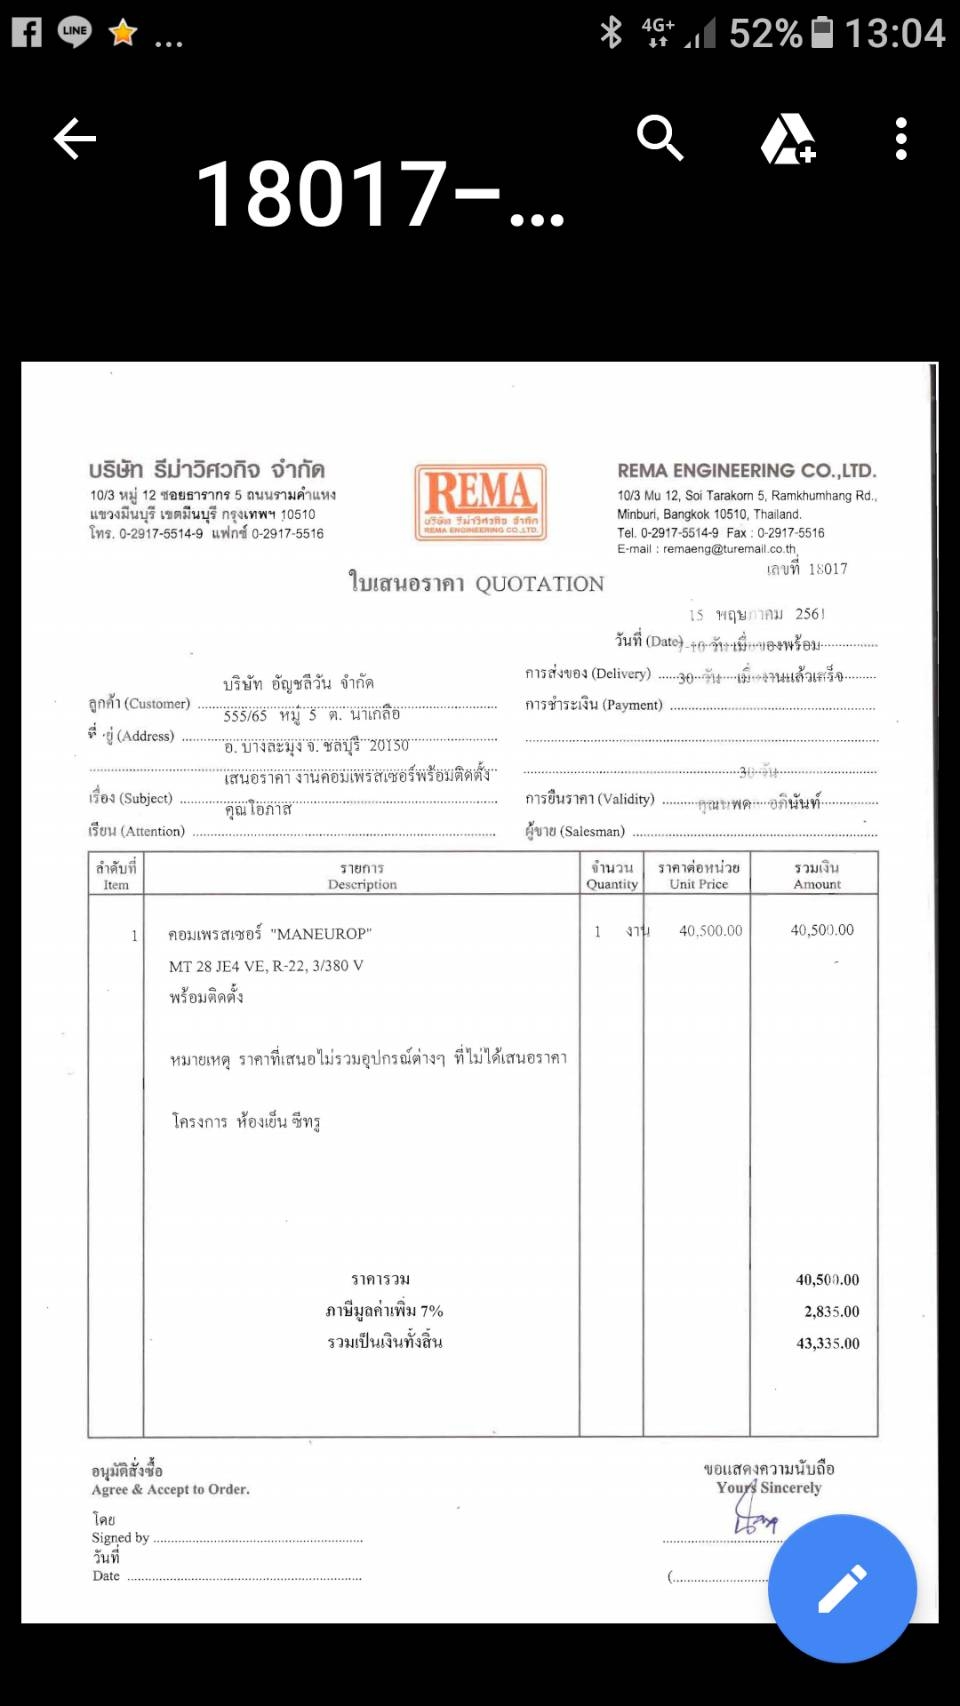 LINE ... 4G+ 52% 13:04
18017–...
บริษัท รีม่าวิศวกิจ จำกัด
10/3 หมู่ 12 ซอยธารากร 5 ถนนรามคำแหง
แขวงมีนบุรี เขตมีนบุรี กรุงเทพฯ 10510
โทร. 0-2917-5514-9 แฟกซ์ 0-2917-5516
REMA
บริษัท รีม่าวิศวกิจ จำกัด
REMA ENGINEERING CO.,LTD.
REMA ENGINEERING CO.,LTD.
10/3 Mu 12, Soi Tarakorn 5, Ramkhumhang Rd.,
Minburi, Bangkok 10510, Thailand.
Tel. 0-2917-5514-9 Fax : 0-2917-5516
E-mail : remaeng@turemail.co.th
เลขที่ 18017
ใบเสนอราคา QUOTATION
15 พฤษภาคม 2561
วันที่ (Date) 7-10 วัน เมื่อของพร้อม
การส่งของ (Delivery) 30 วัน เมื่องานแล้วเสร็จ
การชำระเงิน (Payment)
30 วัน
การยืนราคา (Validity) อภินันท์
ผู้ขาย (Salesman)
บริษัท อัญชลีวัน จำกัด
ลูกค้า (Customer)
555/65 หมู่ 5 ต. นาเกลือ
ที่อยู่ (Address)
อ. บางละมุง จ. ชลบุรี 20150
เสนอราคา งานคอมเพรสเซอร์พร้อมติดตั้ง
เรื่อง (Subject)
คุณโอภาส
เรียน (Attention)
ลำดับที่ รายการ จำนวน ราคาต่อหน่วย รวมเงิน
Item Description Quantity Unit Price Amount
1 คอมเพรสเซอร์ "MANEUROP" 1 งาน 40,500.00 40,500.00
MT 28 JE4 VE, R-22, 3/380 V
พร้อมติดตั้ง
หมายเหตุ ราคาที่เสนอไม่รวมอุปกรณ์ต่างๆ ที่ไม่ได้เสนอราคา
โครงการ ห้องเย็น ซีทรู
ราคารวม 40,500.00
ภาษีมูลค่าเพิ่ม 7% 2,835.00
รวมเป็นเงินทั้งสิ้น 43,335.00
อนุมัติสั่งซื้อ
Agree & Accept to Order.
โดย
Signed by
วันที่
Date
ขอแสดงความนับถือ
Yours Sincerely
(